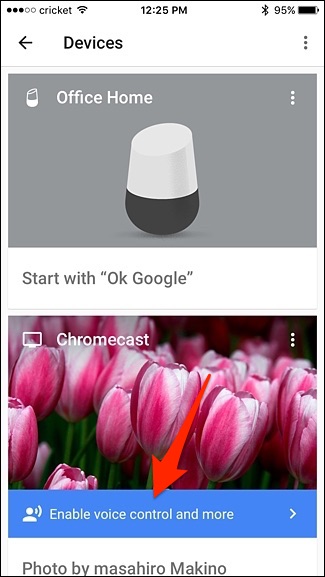 cricket 12:25 PM 95%
Devices
Office Home
Start with “Ok Google”
Chromecast
Enable voice control and more
Photo by masahiro Makino